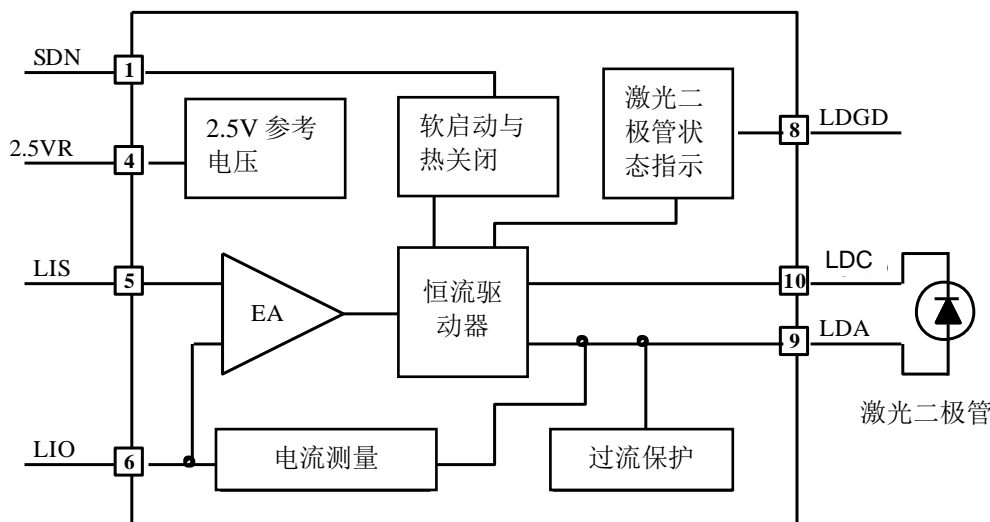 SDN
1
2.5VR
4
2.5V 参考
电压
软启动与
热关闭
激光二
极管状
态指示
8
LDGD
LIS
5
EA
恒流驱
动器
LDC
10
9
LDA
激光二极管
LIO
6
电流测量
过流保护